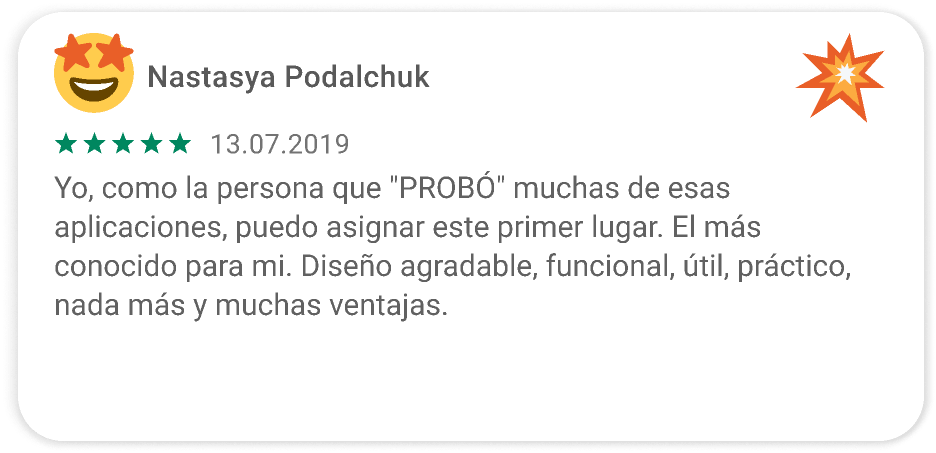 Nastasya Podalchuk
13.07.2019
Yo, como la persona que "PROBÓ" muchas de esas
aplicaciones, puedo asignar este primer lugar. El más
conocido para mi. Diseño agradable, funcional, útil, práctico,
nada más y muchas ventajas.